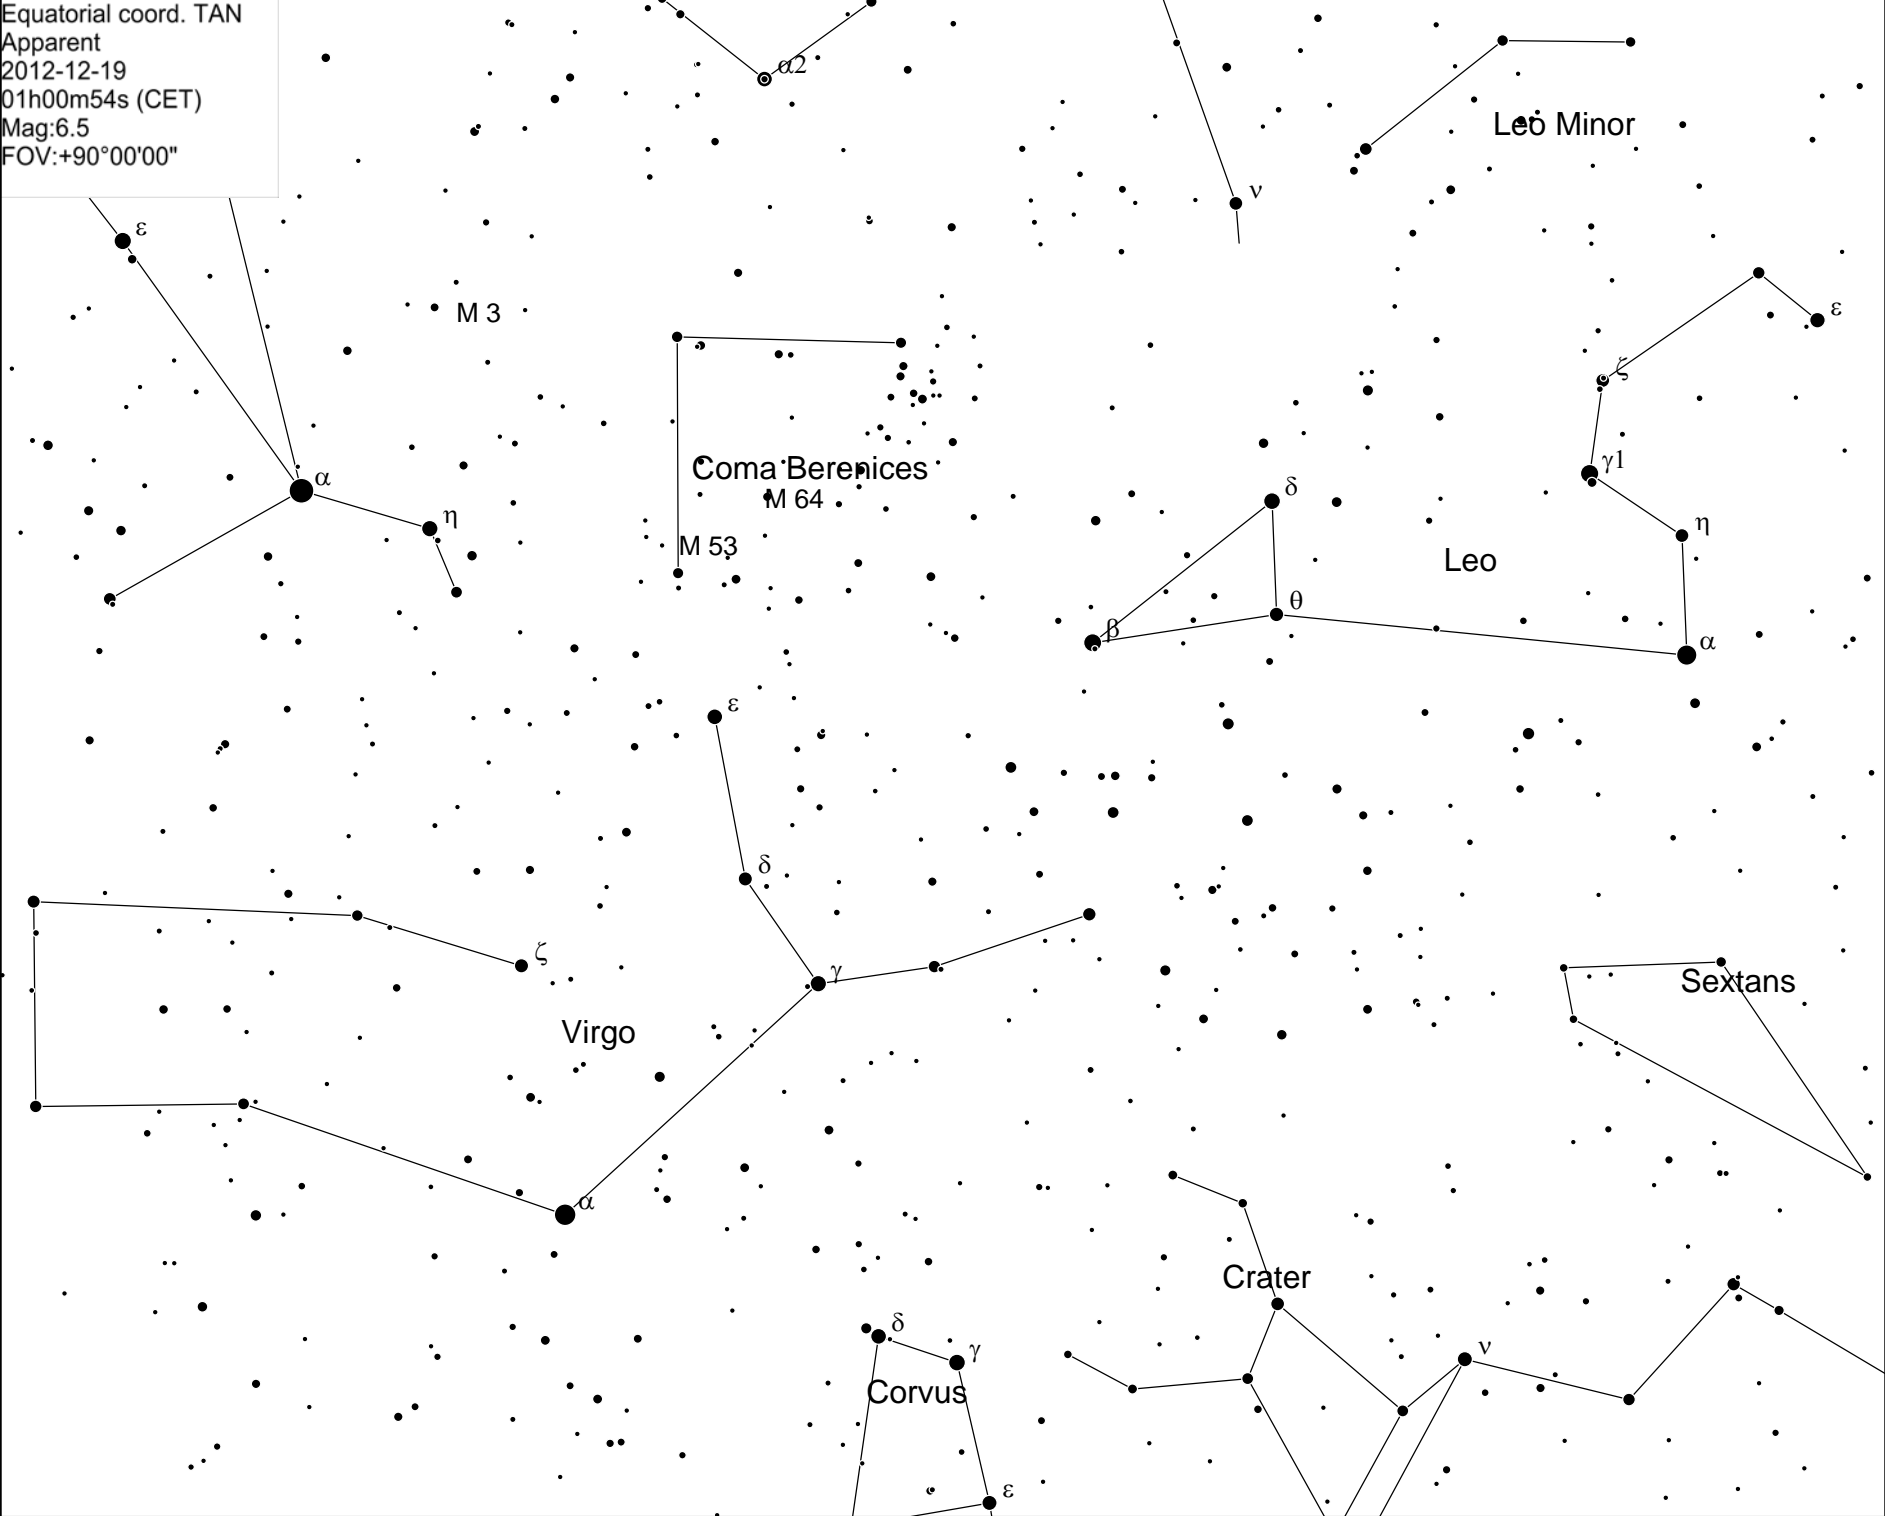 Equatorial coord. TAN
Apparent
2012-12-19
01h00m54s (CET)
Mag:6.5
FOV:+90°00'00"
α2
Leo Minor
ν
ε
M 3
ε
ζ
Coma Berenices
γ1
α
M 64
δ
η
η
M 53
Leo
θ
β
α
ε
δ
ζ
γ
Sextans
Virgo
α
Crater
δ
γ
ν
Corvus
ε